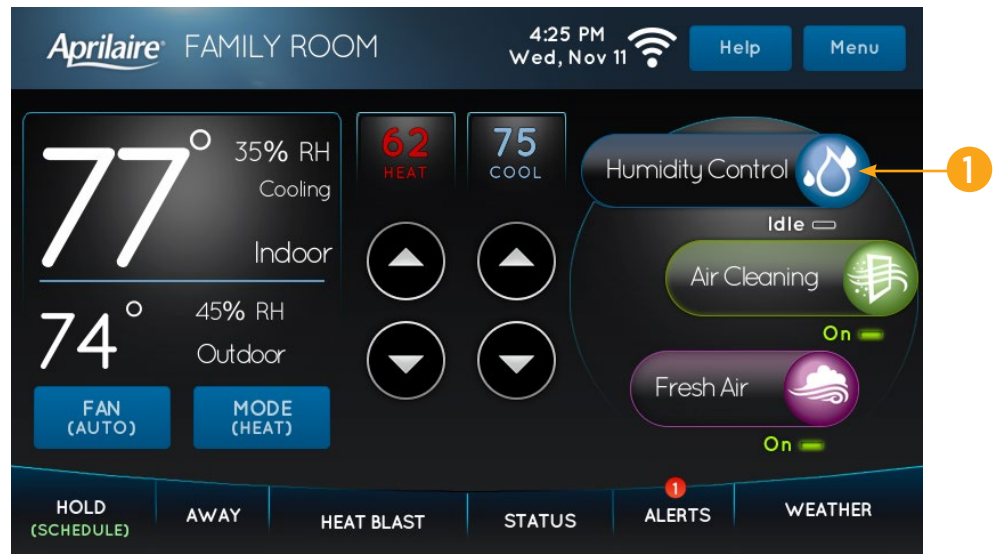 Aprilaire® FAMILY ROOM
4:25 PM
Wed, Nov 11
Help
Menu
77°
35% RH
Cooling
Indoor
74°
45% RH
Outdoor
FAN
(AUTO)
MODE
(HEAT)
62
HEAT
75
COOL
Humidity Control
1
Idle
Air Cleaning
On
Fresh Air
On
HOLD
(SCHEDULE)
AWAY
HEAT BLAST
STATUS
1
ALERTS
WEATHER